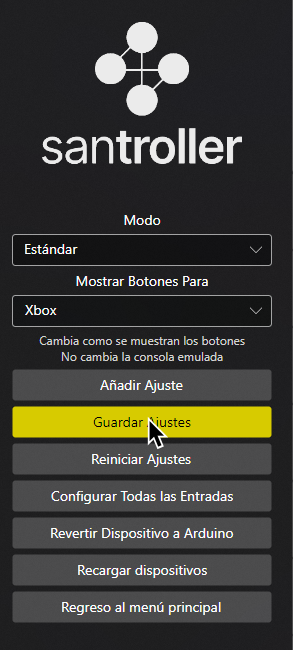 santroller
Modo
Estándar
Mostrar Botones Para
Xbox
Cambia como se muestran los botones
No cambia la consola emulada
Añadir Ajuste
Guardar Ajustes
Reiniciar Ajustes
Configurar Todas las Entradas
Revertir Dispositivo a Arduino
Recargar dispositivos
Regreso al menú principal